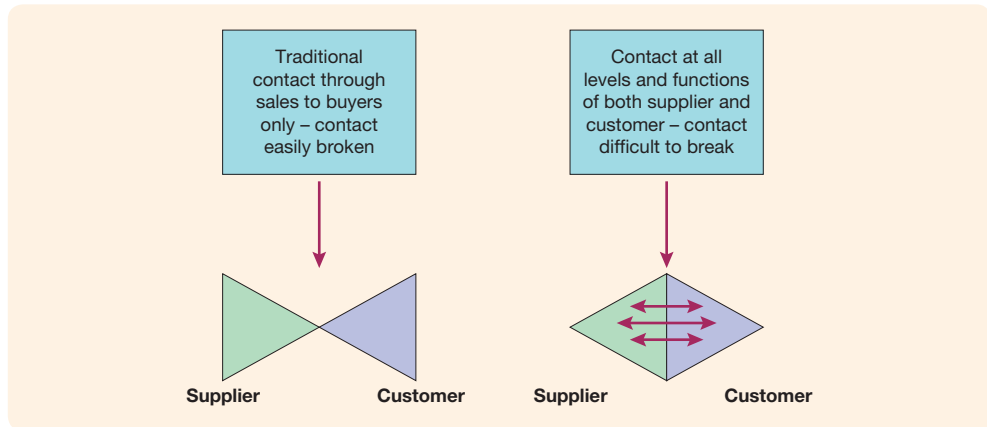 Traditional
contact through
sales to buyers
only – contact
easily broken
Contact at all
levels and functions
of both supplier and
customer – contact
difficult to break
Supplier
Customer
Supplier
Customer